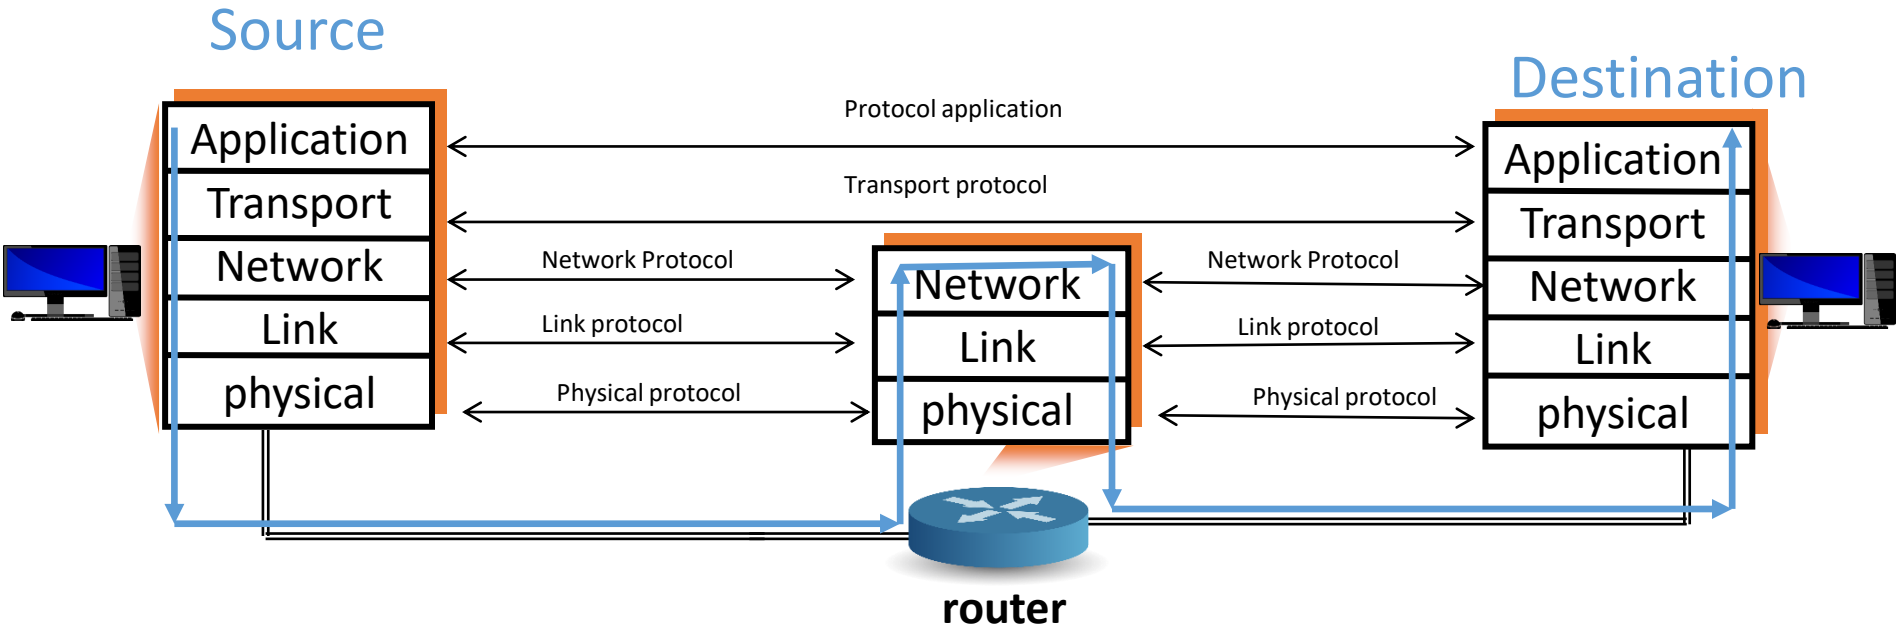 Source
Destination
Protocol application
Application
Application
Transport protocol
Transport
Transport
Network Protocol
Network Protocol
Network
Network
Network
Link protocol
Link protocol
Link
Link
Link
Physical protocol
Physical protocol
physical
physical
physical
router